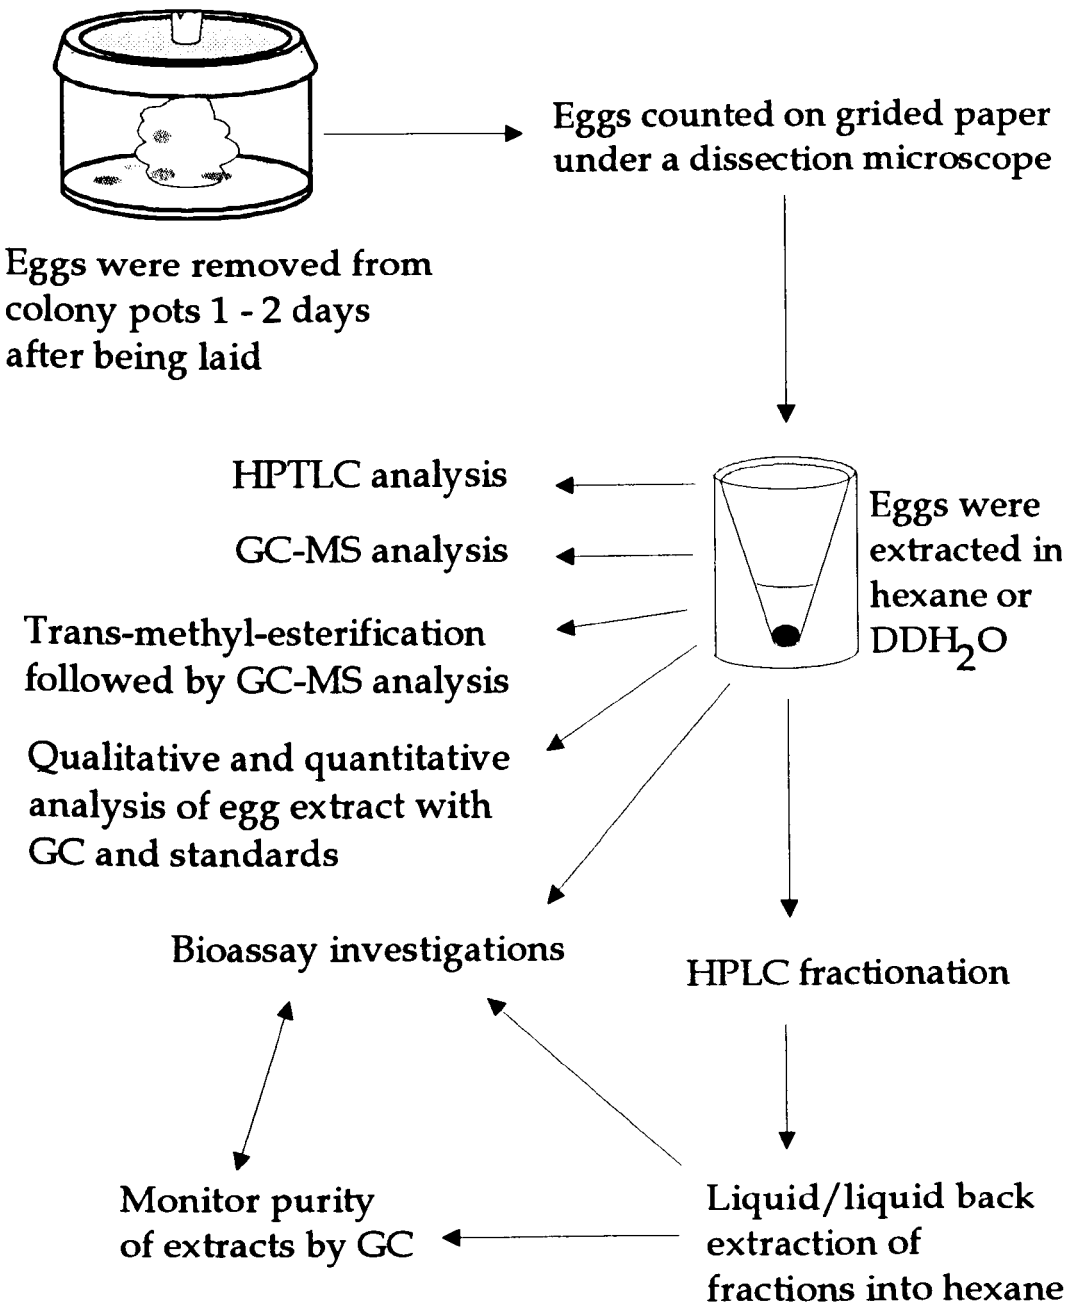 Eggs counted on grided paper
under a dissection microscope
Eggs were removed from
colony pots 1 - 2 days
after being laid
HPTLC analysis
GC-MS analysis
Trans-methyl-esterification
followed by GC-MS analysis
Qualitative and quantitative
analysis of egg extract with
GC and standards
Eggs were
extracted in
hexane or
DDH₂O
Bioassay investigations
HPLC fractionation
Monitor purity
of extracts by GC
Liquid/liquid back
extraction of
fractions into hexane